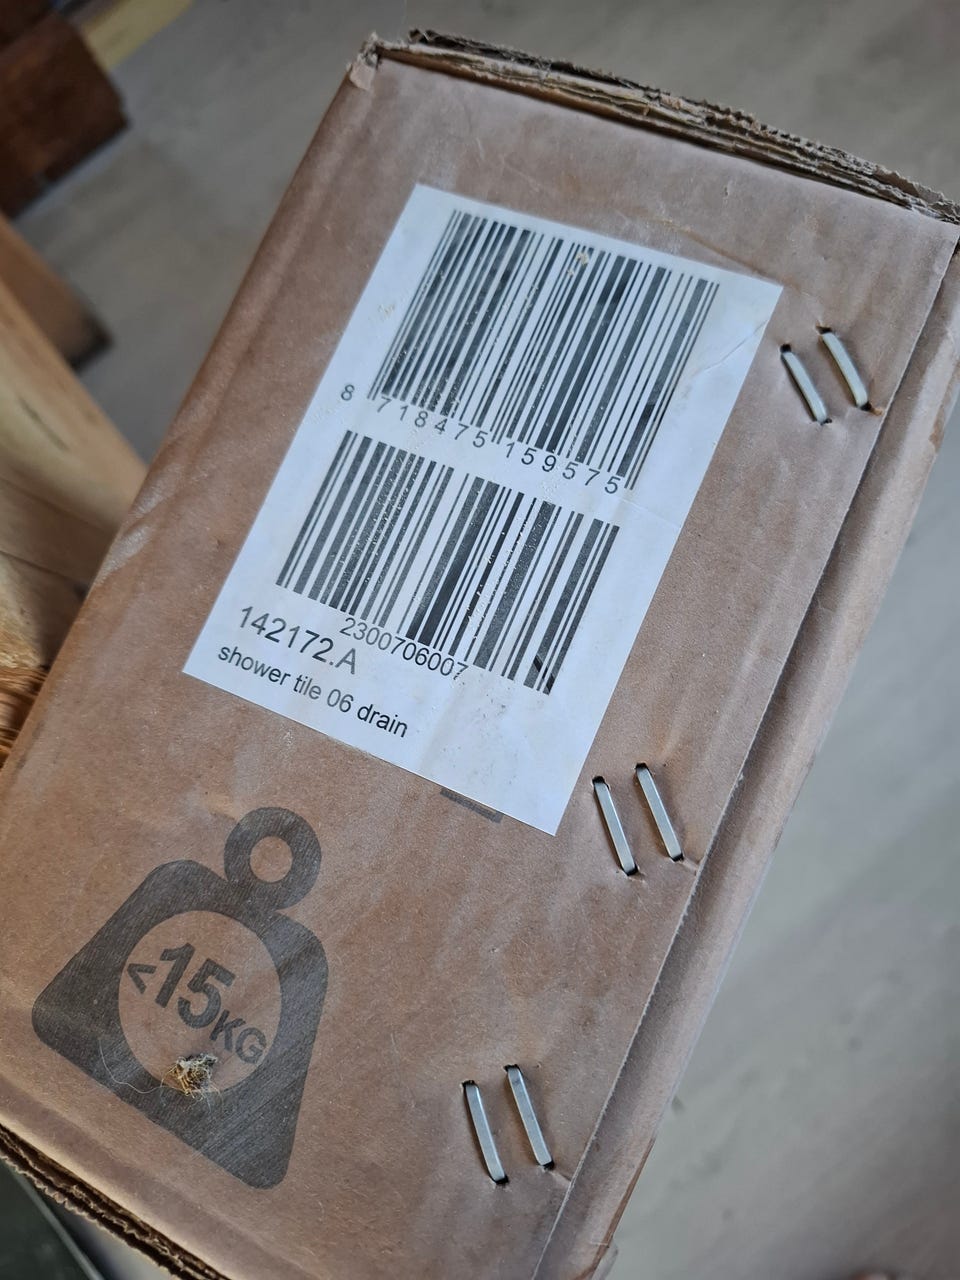 8 718475 159575
2300706007
142172.A
shower tile 06 drain
<15KG